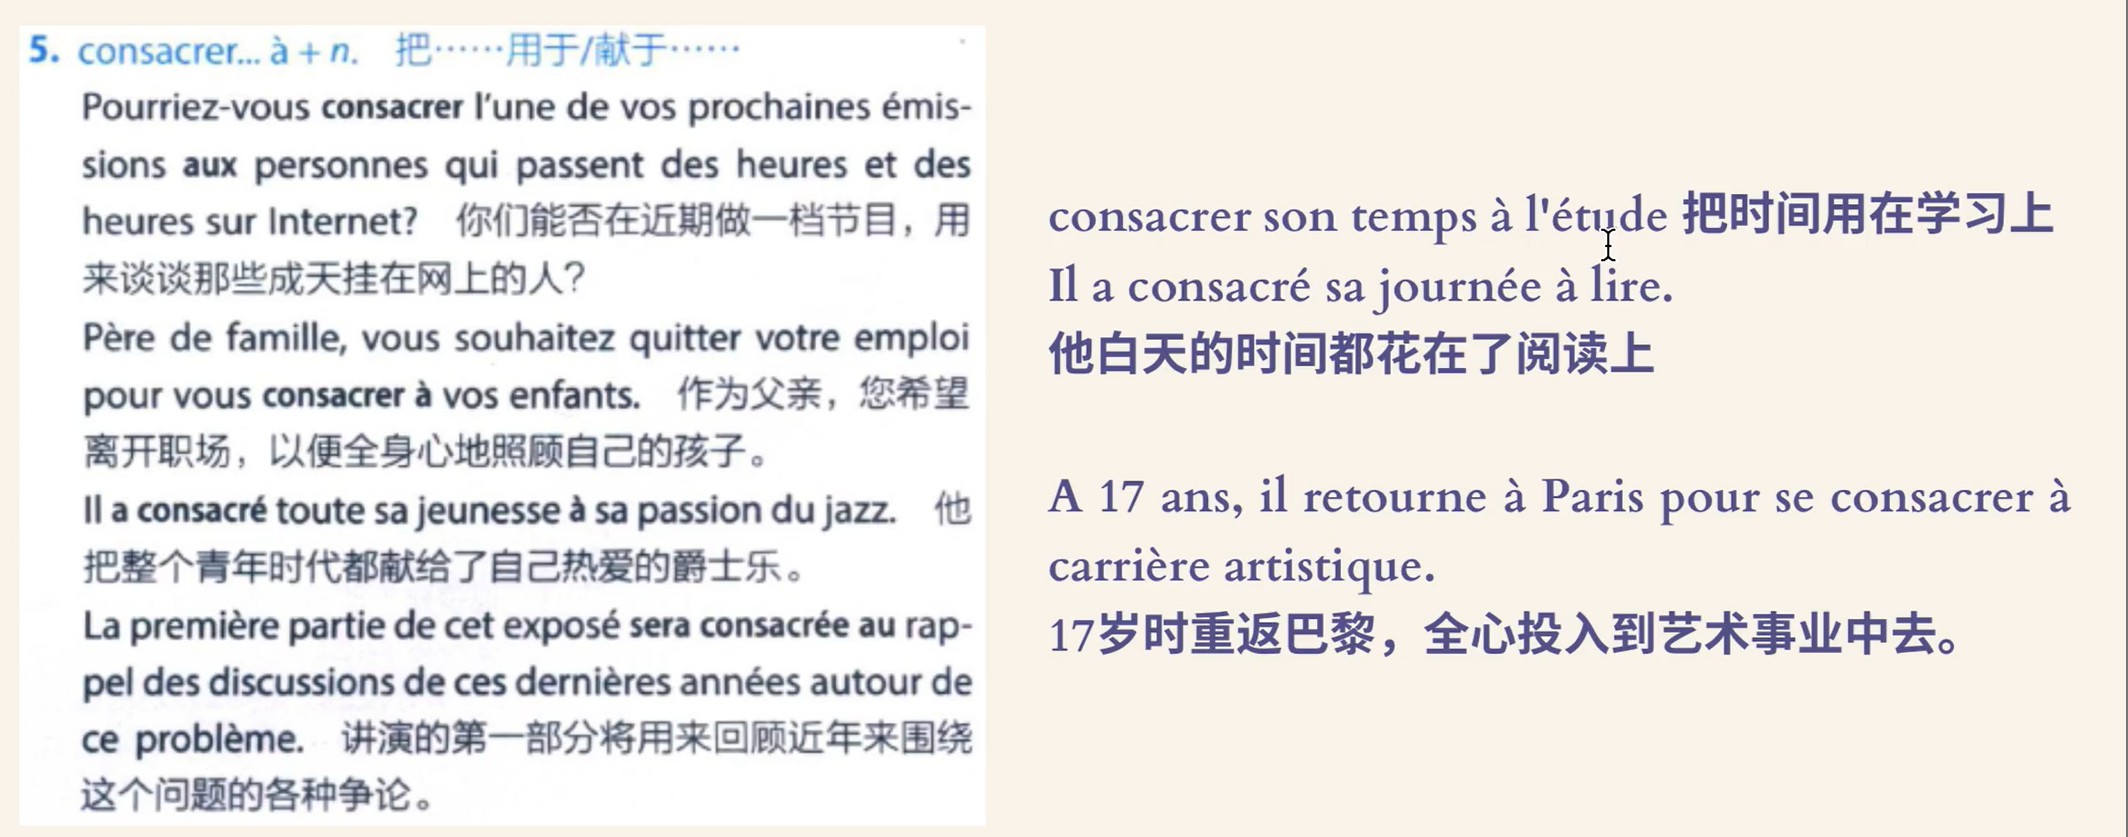 5. consacrer... à + n. 把……用于/献于……
Pourriez-vous consacrer l'une de vos prochaines émis-
sions aux personnes qui passent des heures et des
heures sur Internet? 你们能否在近期做一档节目，用
来谈谈那些成天挂在网上的人？
Père de famille, vous souhaitez quitter votre emploi
pour vous consacrer à vos enfants. 作为父亲，您希望
离开职场，以便全身心地照顾自己的孩子。
Il a consacré toute sa jeunesse à sa passion du jazz. 他
把整个青年时代都献给了自己热爱的爵士乐。
La première partie de cet exposé sera consacrée au rap-
pel des discussions de ces dernières années autour de
ce problème. 讲演的第一部分将用来回顾近年来围绕
这个问题的各种争论。
consacrer son temps à l'étude 把时间用在学习上
Il a consacré sa journée à lire.
他白天的时间都花在了阅读上
A 17 ans, il retourne à Paris pour se consacrer à
carrière artistique.
17岁时重返巴黎，全心投入到艺术事业中去。